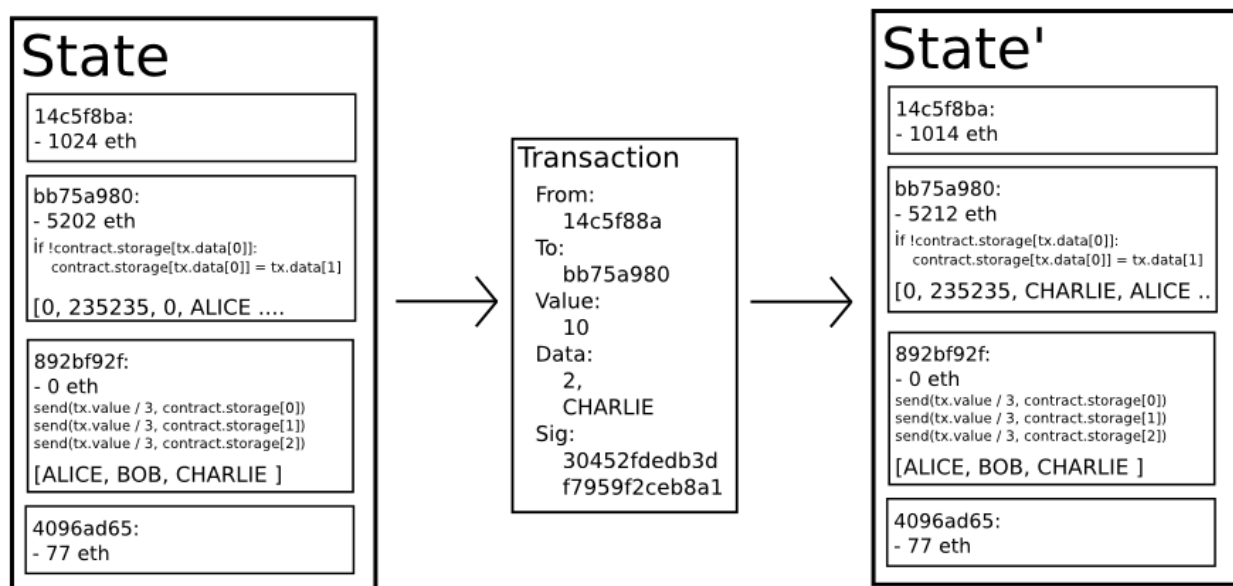 State
14c5f8ba:
- 1024 eth
bb75a980:
- 5202 eth
if !contract.storage[tx.data[0]]:
contract.storage[tx.data[0]] = tx.data[1]
[0, 235235, 0, ALICE ....
892bf92f:
- 0 eth
send(tx.value / 3, contract.storage[0])
send(tx.value / 3, contract.storage[1])
send(tx.value / 3, contract.storage[2])
[ALICE, BOB, CHARLIE ]
4096ad65:
- 77 eth
Transaction
From:
14c5f88a
To:
bb75a980
Value:
10
Data:
2,
CHARLIE
Sig:
30452fdedb3d
f7959f2ceb8a1
State'
14c5f8ba:
- 1014 eth
bb75a980:
- 5212 eth
if !contract.storage[tx.data[0]]:
contract.storage[tx.data[0]] = tx.data[1]
[0, 235235, CHARLIE, ALICE ..
892bf92f:
- 0 eth
send(tx.value / 3, contract.storage[0])
send(tx.value / 3, contract.storage[1])
send(tx.value / 3, contract.storage[2])
[ALICE, BOB, CHARLIE ]
4096ad65:
- 77 eth